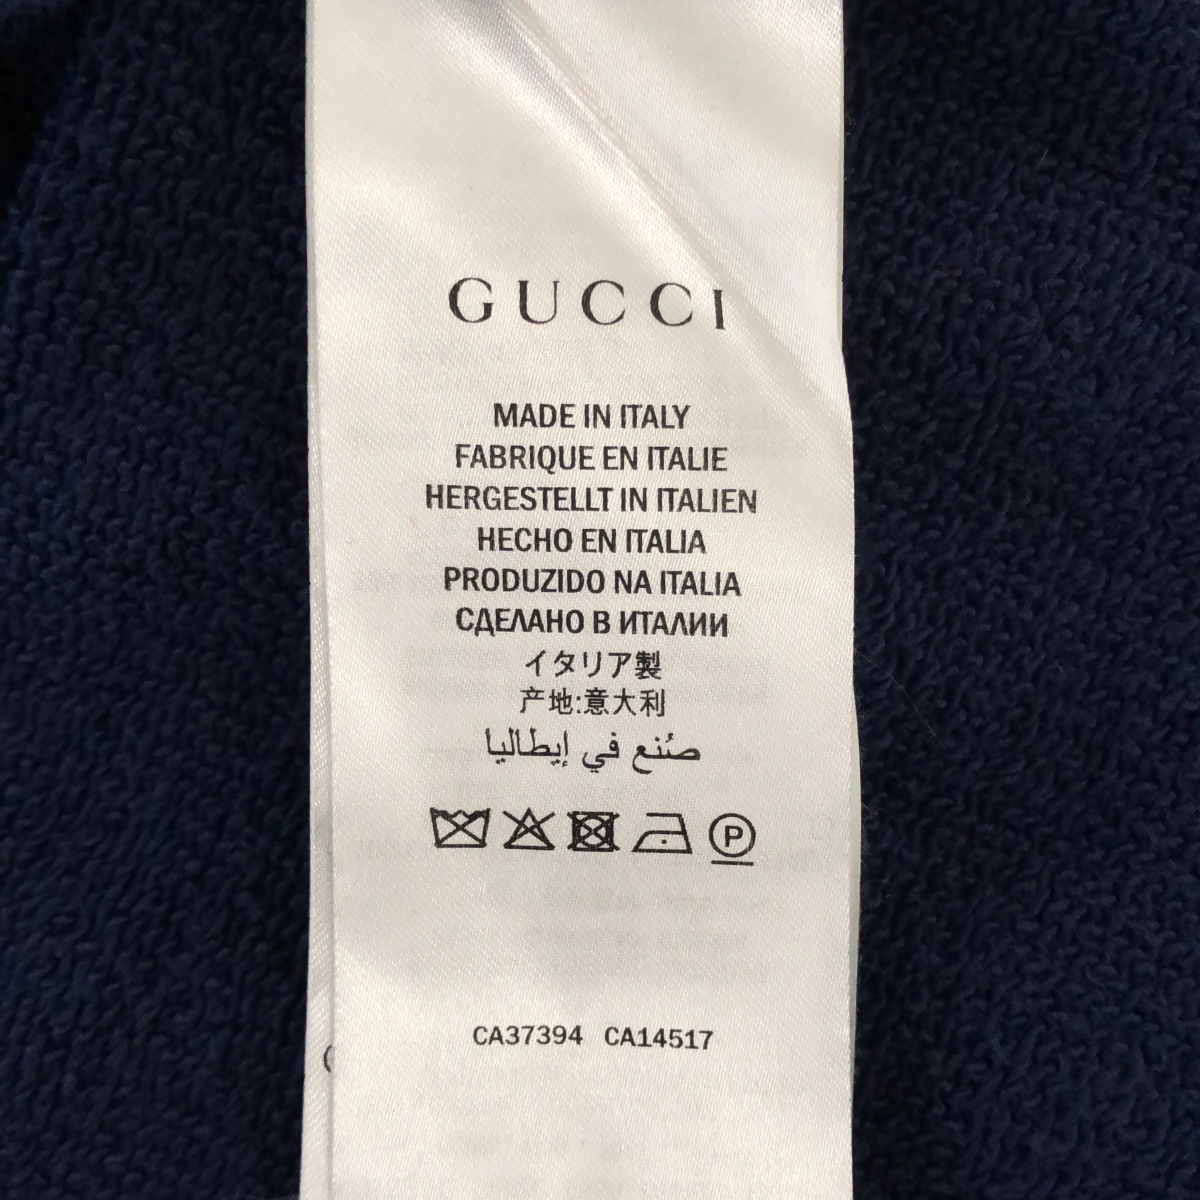 GUCCI
MADE IN ITALY
FABRIQUE EN ITALIE
HERGESTELLT IN ITALIEN
HECHO EN ITALIA
PRODUZIDO NA ITALIA
СДЕЛАНО В ИТАЛИИ
イタリア製
产地:意大利
صُنع في إيطاليا
P
CA37394 CA14517